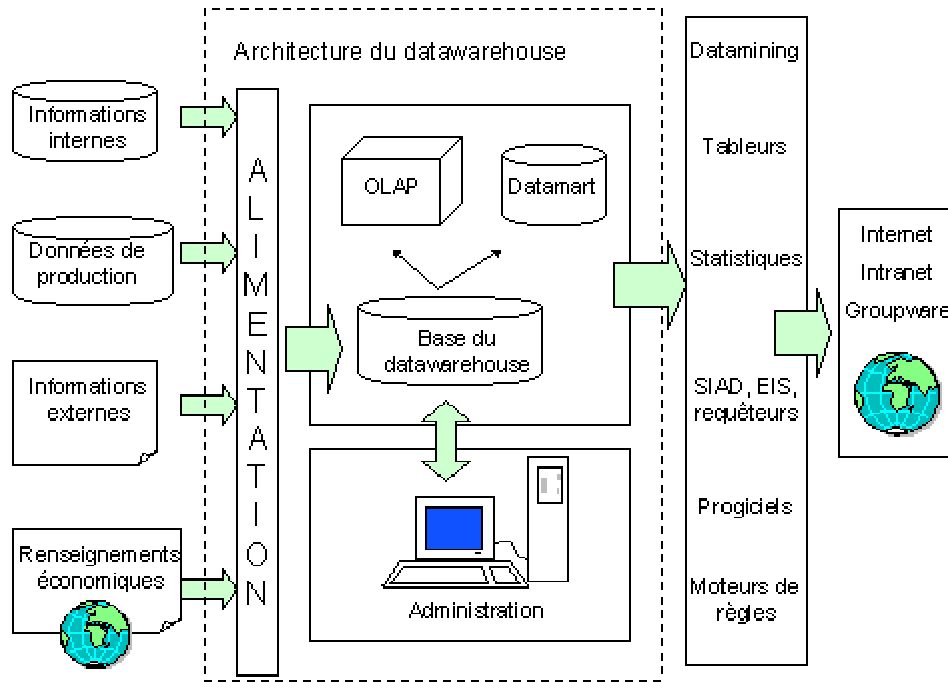 Architecture du datawarehouse
Informations
internes
Données de
production
Informations
externes
Renseignements
économiques
ALIMENTATION
OLAP
Datamart
Base du
datawarehouse
Administration
Datamining
Tableurs
Statistiques
SIAD, EIS,
requêteurs
Progiciels
Moteurs de
règles
Internet
Intranet
Groupware